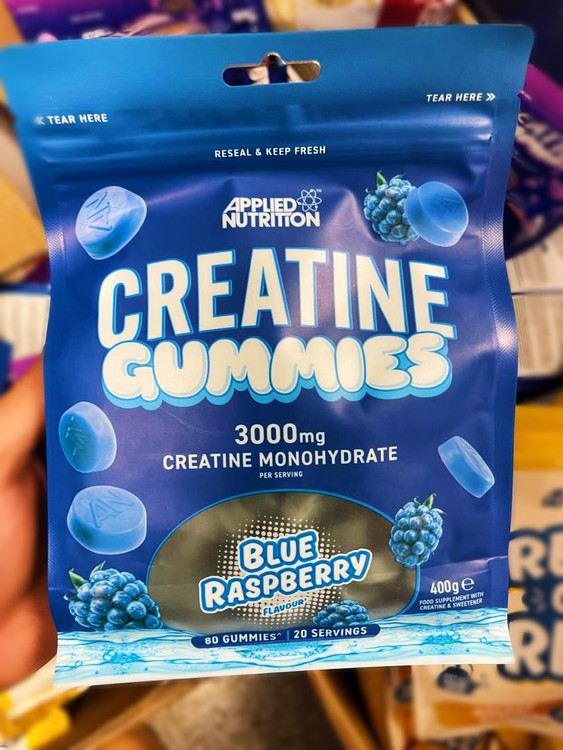 « TEAR HERE
TEAR HERE »
RESEAL & KEEP FRESH
APPLIED
NUTRITION™
CREATINE
GUMMIES
3000mg
CREATINE MONOHYDRATE
PER SERVING
BLUE
RASPBERRY
FLAVOUR
400g ℮
FOOD SUPPLEMENT WITH
CREATINE & SWEETENER
80 GUMMIES^ | 20 SERVINGS